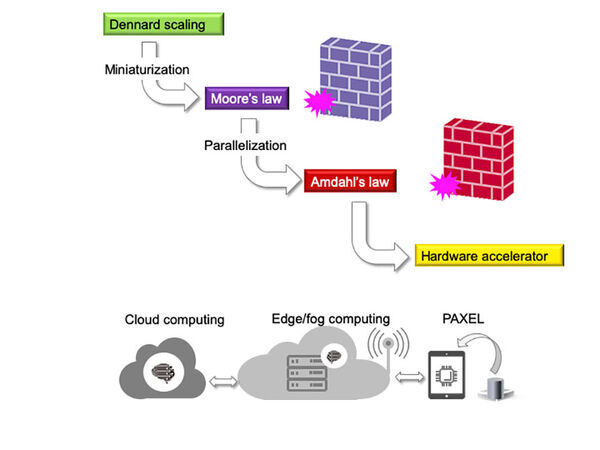 Dennard scaling
Miniaturization
Moore's law
Parallelization
Amdahl's law
Hardware accelerator
Cloud computing
Edge/fog computing
PAXEL